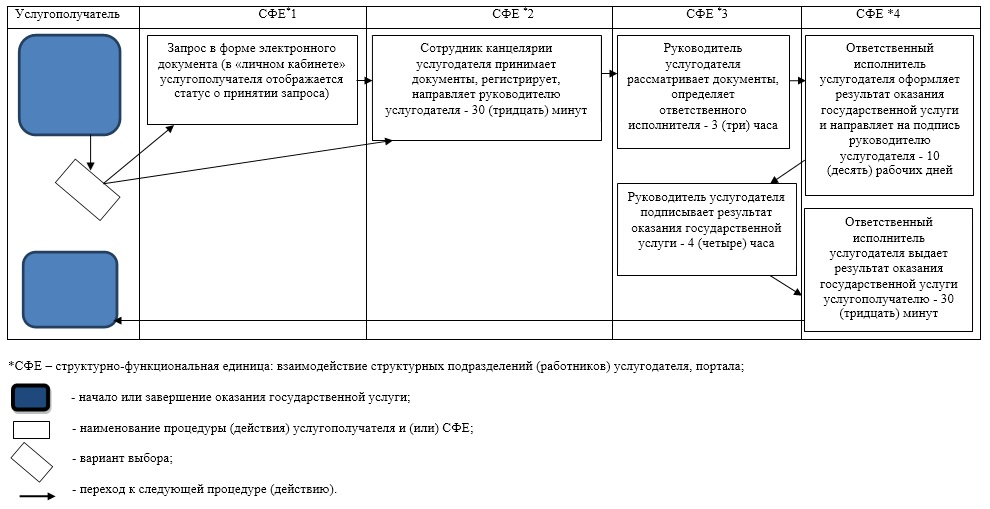 Услугополучатель
СФЕ*1
СФЕ *2
СФЕ *3
СФЕ *4
Запрос в форме электронного
документа (в «личном кабинете»
услугополучателя отображается
статус о принятии запроса)
Сотрудник канцелярии
услугодателя принимает
документы, регистрирует,
направляет руководителю
услугодателя - 30 (тридцать) минут
Руководитель
услугодателя
рассматривает документы,
определяет
ответственного
исполнителя - 3 (три) часа
Ответственный
исполнитель
услугодателя оформляет
результат оказания
государственной услуги
и направляет на подпись
руководителю
услугодателя - 10
(десять) рабочих дней
Руководитель услугодателя
подписывает результат
оказания государственной
услуги - 4 (четыре) часа
Ответственный
исполнитель
услугодателя выдает
результат оказания
государственной услуги
услугополучателю - 30
(тридцать) минут
*СФЕ – структурно-функциональная единица: взаимодействие структурных подразделений (работников) услугодателя, портала;
- начало или завершение оказания государственной услуги;
- наименование процедуры (действия) услугополучателя и (или) СФЕ;
- вариант выбора;
- переход к следующей процедуре (действию).